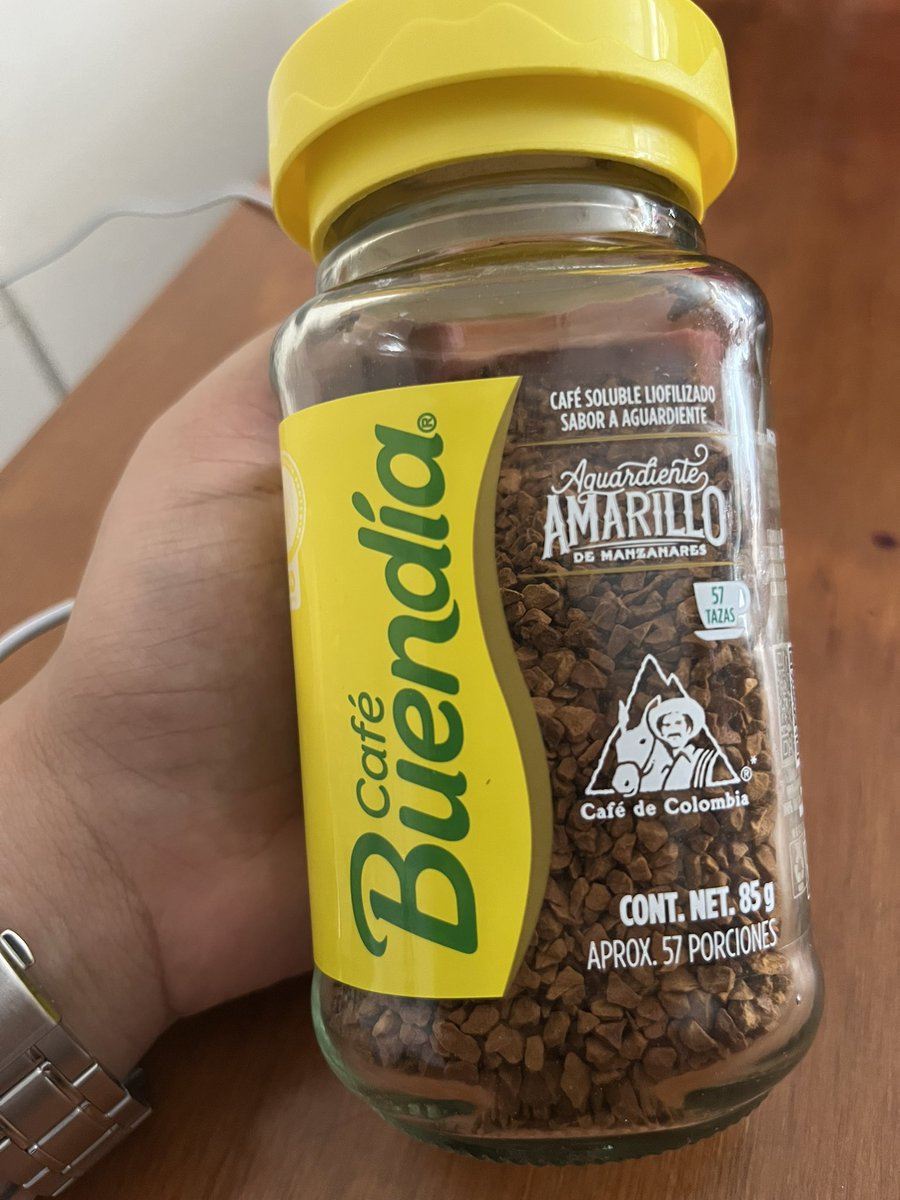 Café
Buendía®
CAFÉ SOLUBLE LIOFILIZADO
SABOR A AGUARDIENTE
Aguardiente
AMARILLO
DE MANZANARES
57
TAZAS
®*
Café de Colombia
CONT. NET. 85 g
APROX. 57 PORCIONES